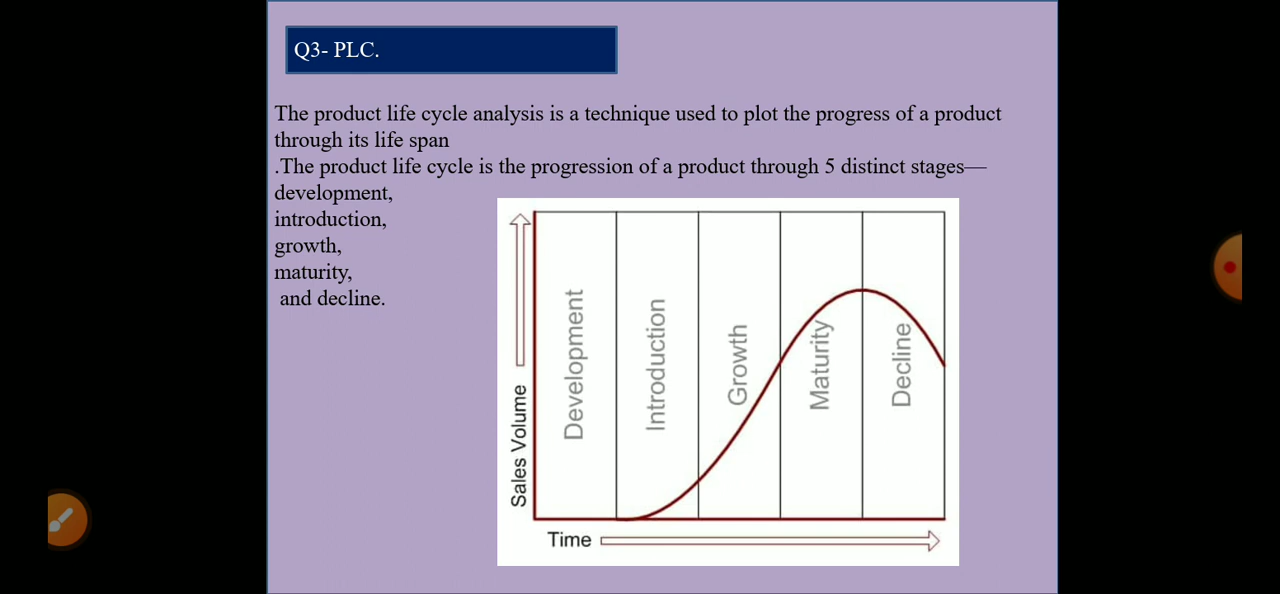 Q3- PLC.
The product life cycle analysis is a technique used to plot the progress of a product
through its life span
.The product life cycle is the progression of a product through 5 distinct stages—
development,
introduction,
growth,
maturity,
and decline.
Sales Volume
Development
Introduction
Growth
Maturity
Decline
Time